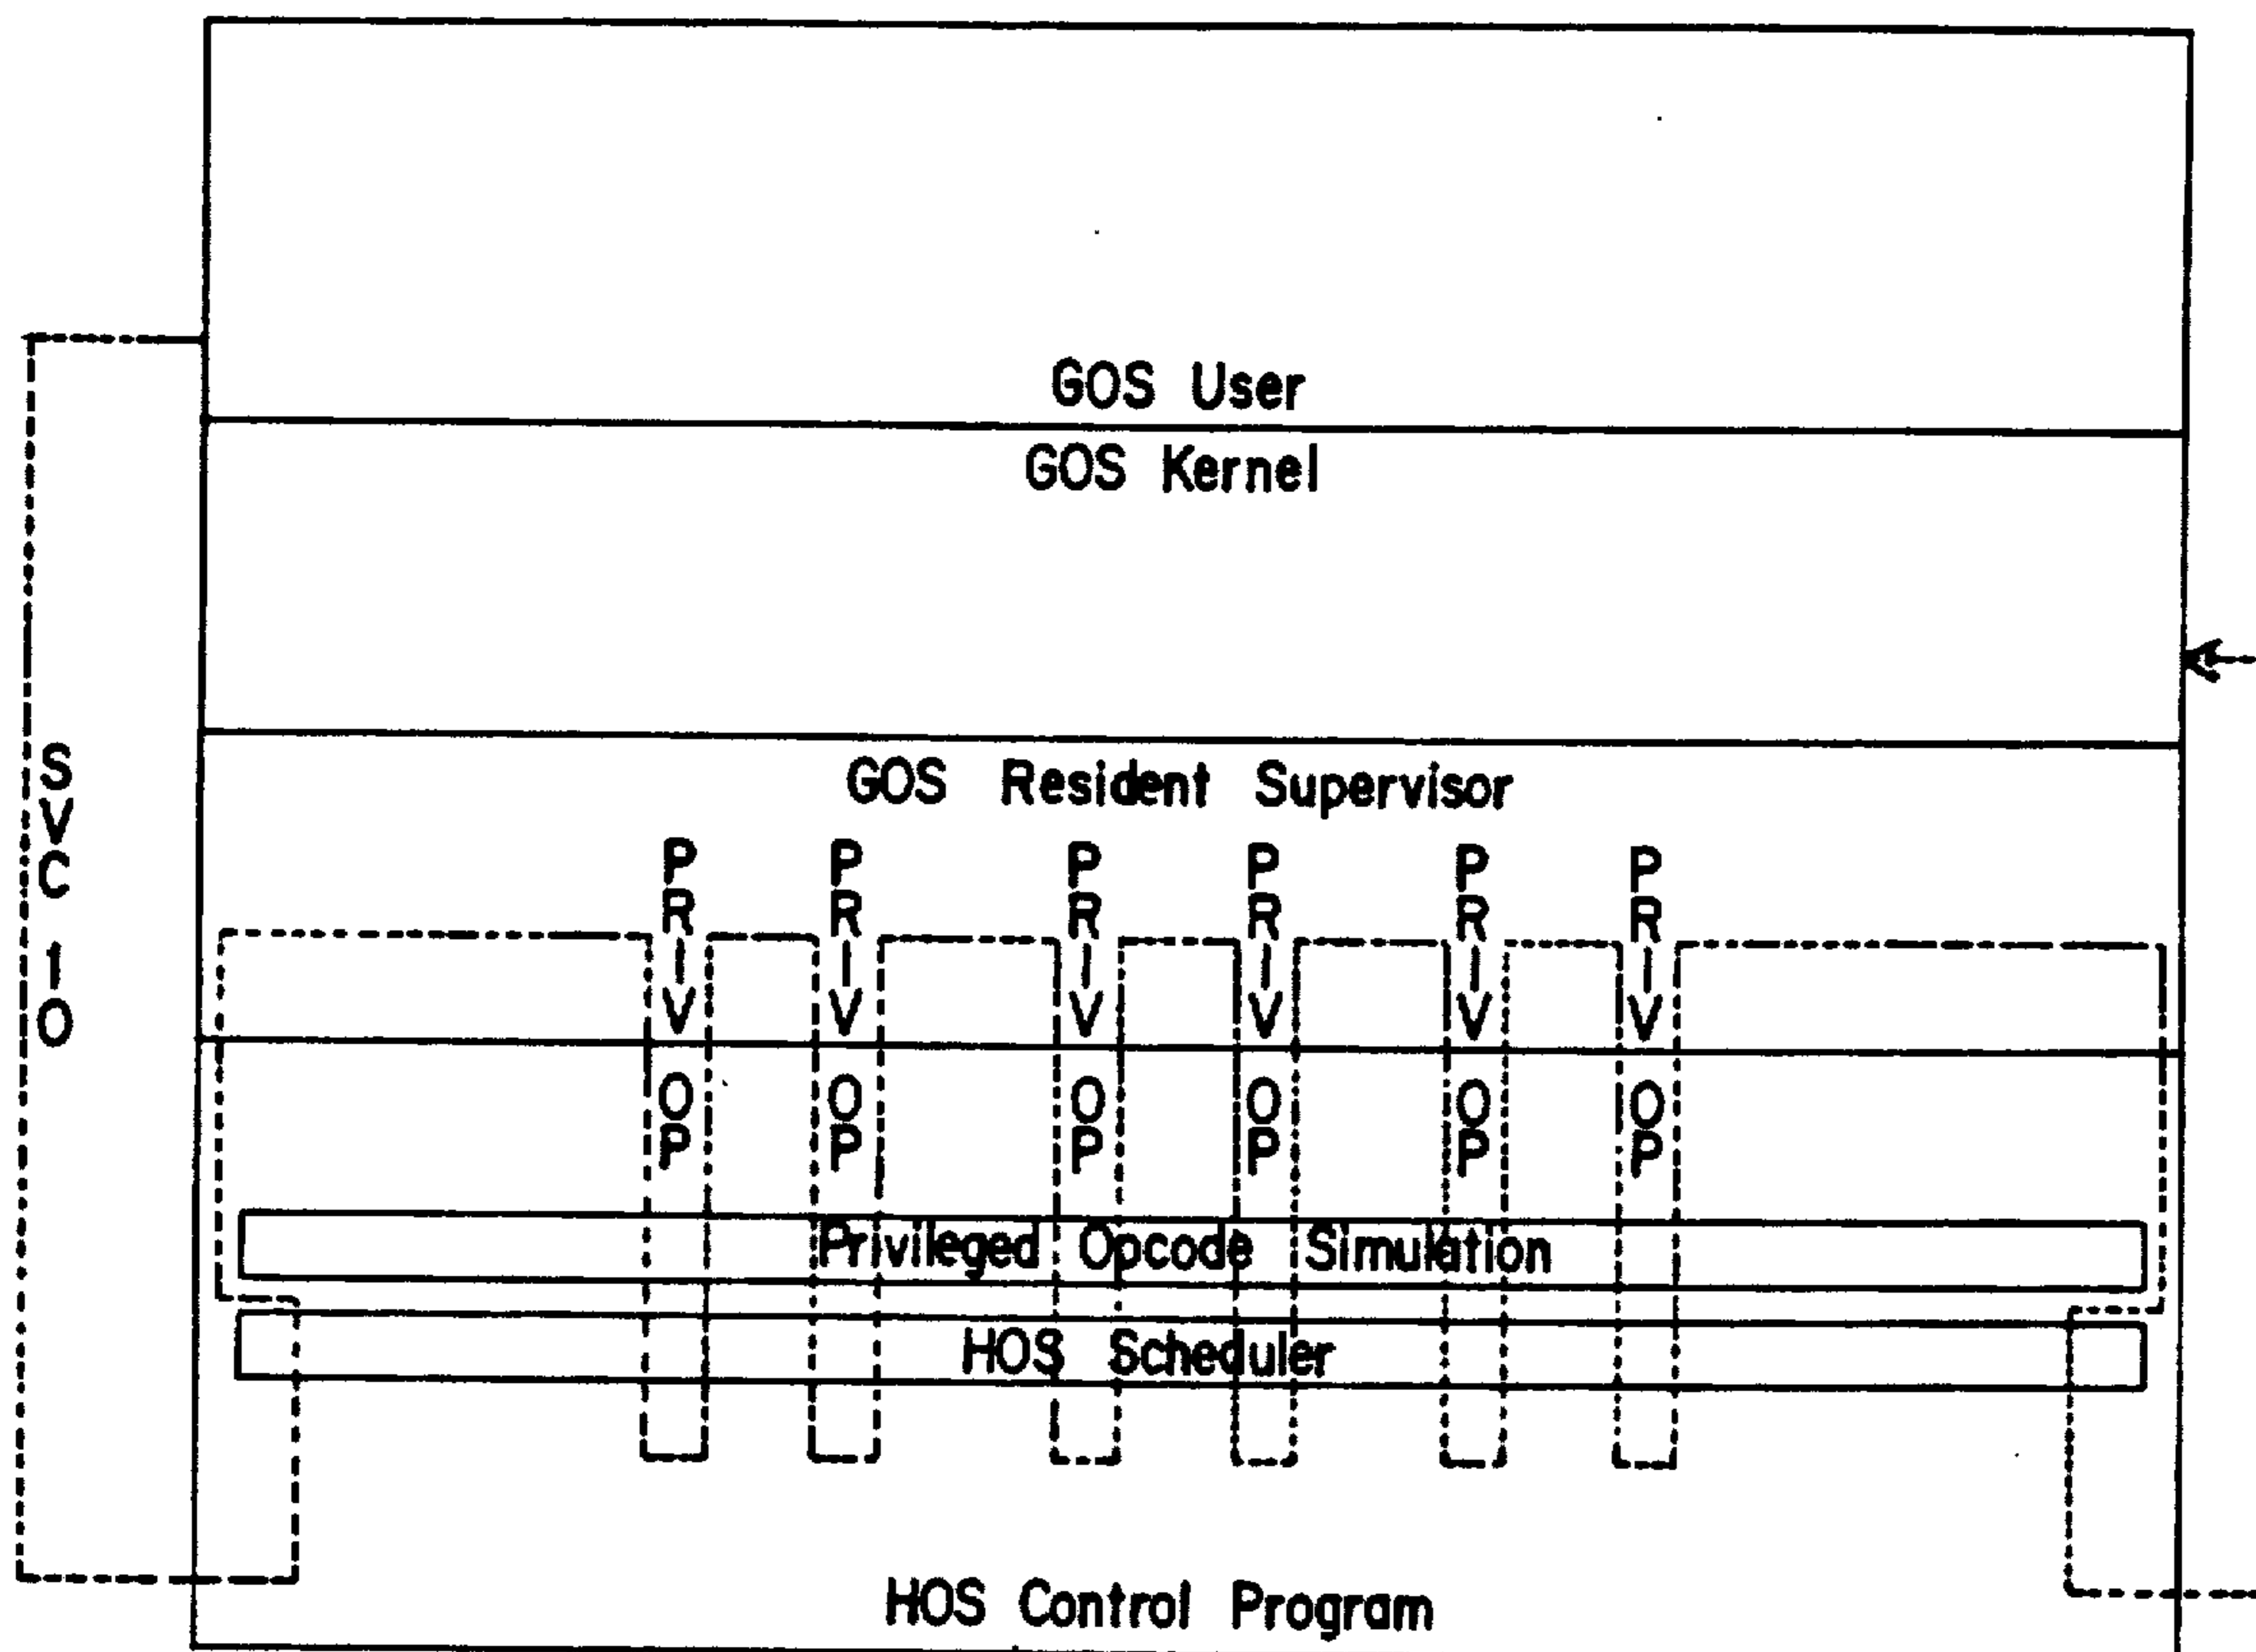 GOS User
GOS Kernel
GOS Resident Supervisor
SVC 10
PRIV OP
PRIV OP
PRIV OP
PRIV OP
PRIV OP
PRIV OP
Privileged Opcode Simulation
HOS Scheduler
HOS Control Program